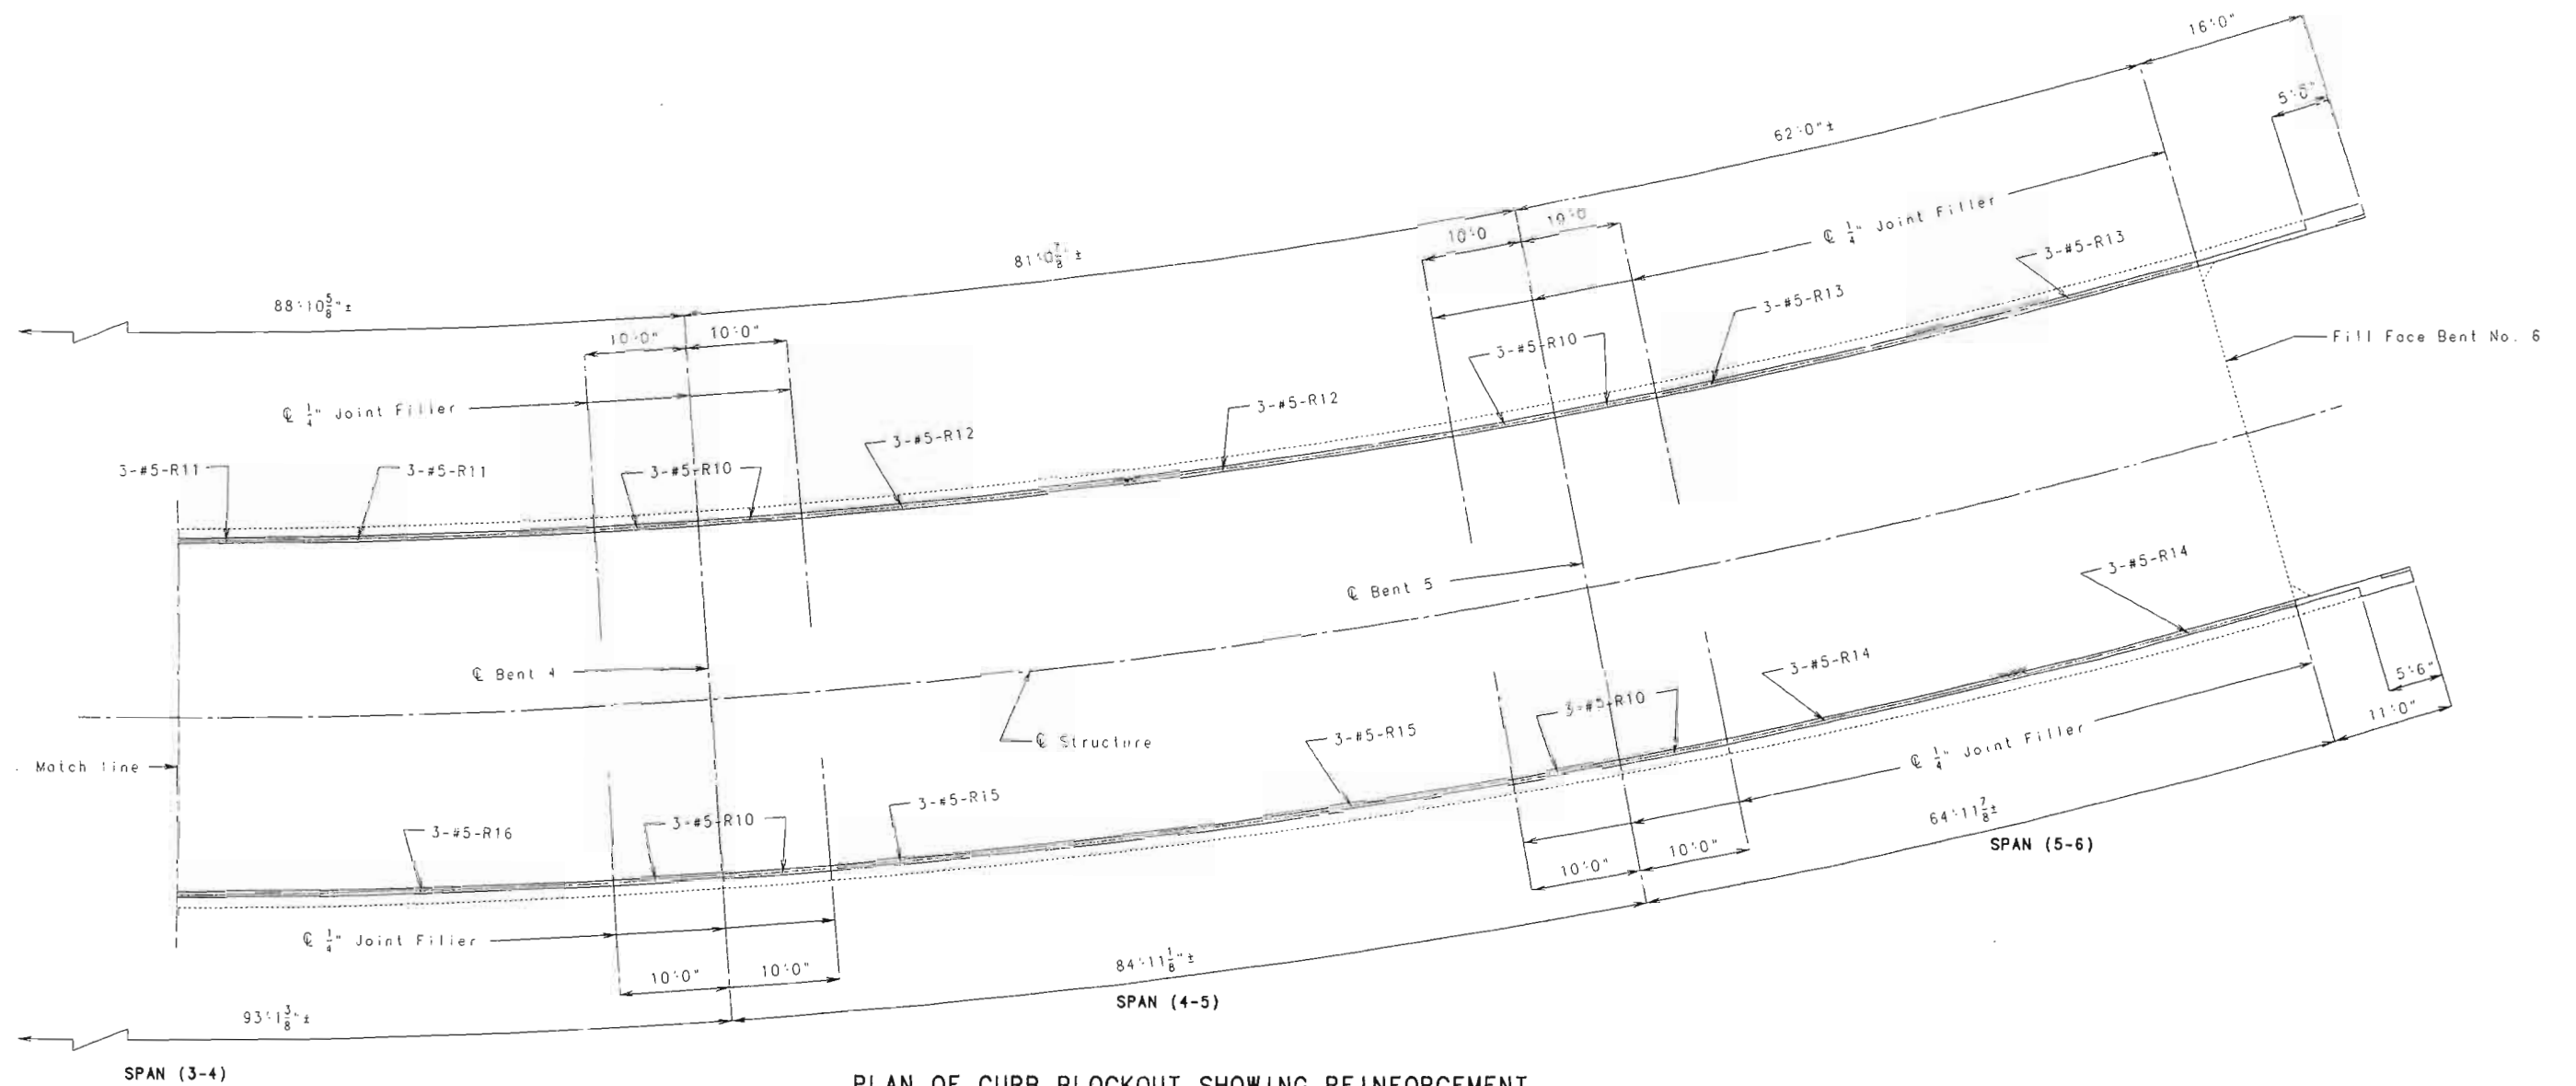 16'-0"
5'-6"
62'-0"±
10'-0
10'-0
℄ 1/4" Joint Filler
81'-0 7/8"±
3-#5-R13
3-#5-R13
88'-10 5/8"±
10'-0"
10'-0"
3-#5-R10
Fill Face Bent No. 6
℄ 1/4" Joint Filler
3-#5-R12
3-#5-R12
3-#5-R11
3-#5-R11
3-#5-R10
℄ Bent 5
3-#5-R14
℄ Bent 4
3-#5-R14
5'-6"
3-#5-R10
11'-0"
℄ Structure
3-#5-R15
℄ 1/4" Joint Filler
Match line
3-#5-R15
64'-11 7/8"±
3-#5-R16
3-#5-R10
SPAN (5-6)
10'-0"
10'-0"
℄ 1/4" Joint Filler
84'-11 1/8"±
10'-0"
10'-0"
SPAN (4-5)
93'-1 3/8"±
SPAN (3-4)
PLAN OF CURB BLOCKOUT SHOWING REINFORCEMENT